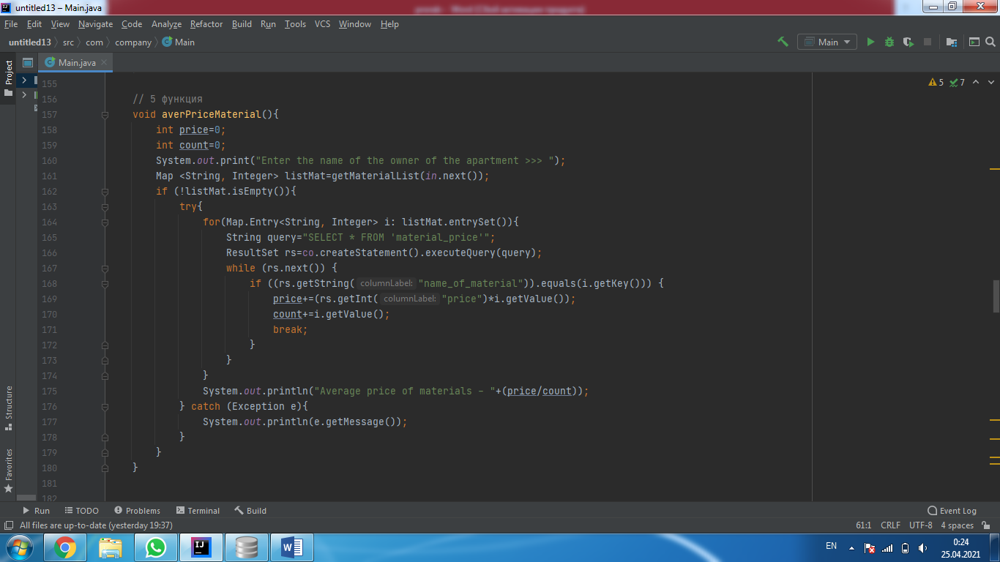 untitled13 – Main.java
File Edit View Navigate Code Analyze Refactor Build Run Tools VCS Window Help
untitled13 src com company Main Main
Project
Main.java
5 7
155
156 // 5 функция
157 void averPriceMaterial(){
158 int price=0;
159 int count=0;
160 System.out.print("Enter the name of the owner of the apartment >>> ");
161 Map <String, Integer> listMat=getMaterialList(in.next());
162 if (!listMat.isEmpty()){
163 try{
164 for(Map.Entry<String, Integer> i: listMat.entrySet()){
165 String query="SELECT * FROM 'material_price'";
166 ResultSet rs=co.createStatement().executeQuery(query);
167 while (rs.next()) {
168 if ((rs.getString( columnLabel: "name_of_material")).equals(i.getKey())) {
169 price+=(rs.getInt( columnLabel: "price")*i.getValue());
170 count+=i.getValue();
171 break;
172 }
173 }
174 }
175 System.out.println("Average price of materials - "+(price/count));
176 } catch (Exception e){
177 System.out.println(e.getMessage());
178 }
179 }
180 }
181
182
Structure
Favorites
Run TODO Problems Terminal Build Event Log
All files are up-to-date (yesterday 19:37) 61:1 CRLF UTF-8 4 spaces
EN 0:24
25.04.2021